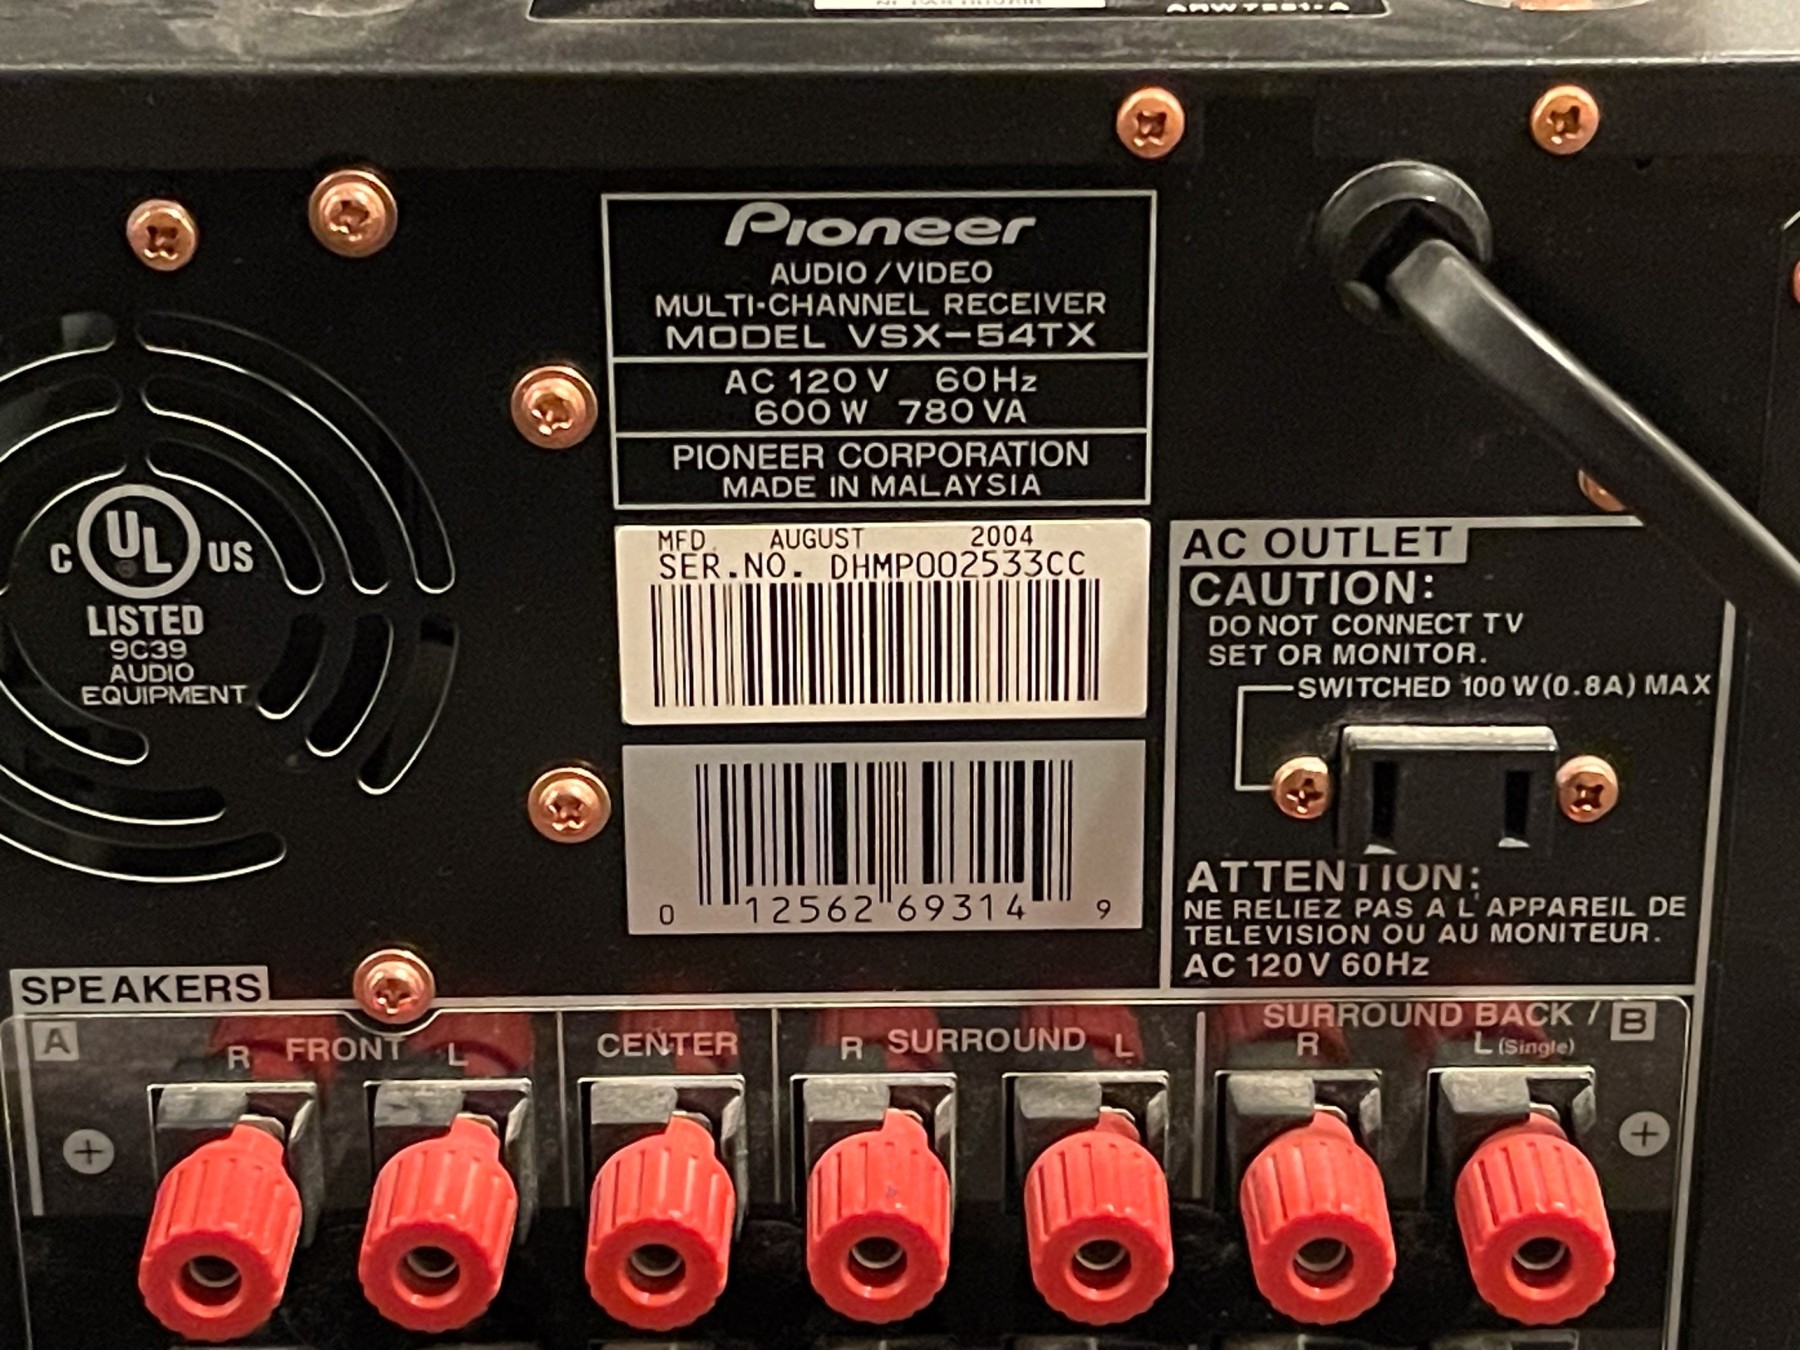 Pioneer
AUDIO/VIDEO
MULTI-CHANNEL RECEIVER
MODEL VSX-54TX
AC 120 V 60 Hz
600 W 780 VA
PIONEER CORPORATION
MADE IN MALAYSIA
MFD. AUGUST 2004
SER.NO. DHMP002533CC
0 12562 69314 9
C UL US
LISTED
9C39
AUDIO
EQUIPMENT
AC OUTLET
CAUTION:
DO NOT CONNECT TV
SET OR MONITOR.
SWITCHED 100 W (0.8A) MAX
ATTENTION:
NE RELIEZ PAS A L'APPAREIL DE
TELEVISION OU AU MONITEUR.
AC 120 V 60 Hz
SPEAKERS
A
R FRONT L
CENTER
R SURROUND L
SURROUND BACK / B
R L (Single)